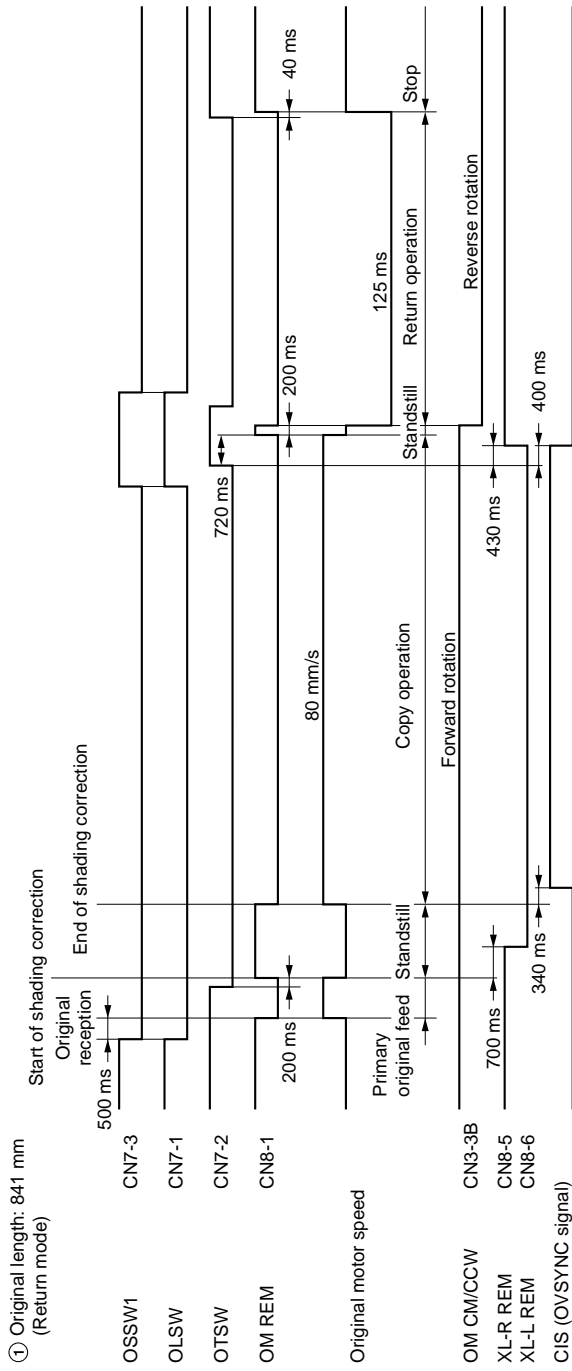 ① Original length: 841 mm
(Return mode)
Start of shading correction
End of shading correction
Original
reception
500 ms
OSSW1 CN7-3
OLSW CN7-1
720 ms
OTSW CN7-2
40 ms
OM REM CN8-1
200 ms
200 ms
80 mm/s
125 ms
Original motor speed
Primary
original feed
Standstill
Copy operation
Standstill
Return operation
Stop
Forward rotation
Reverse rotation
OM CM/CCW CN3-3B
700 ms
430 ms
XL-R REM CN8-5
XL-L REM CN8-6
340 ms
400 ms
CIS (OVSYNC signal)